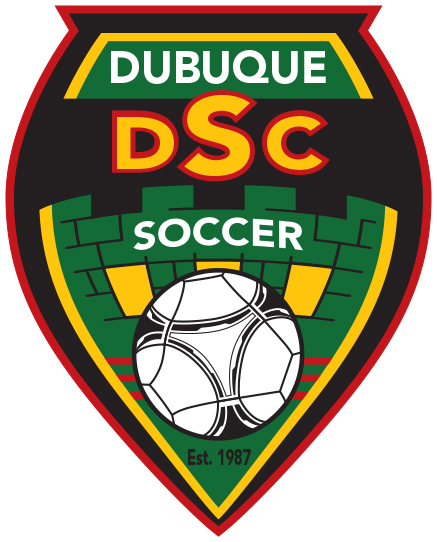 DUBUQUE
DSC
SOCCER
Est. 1987